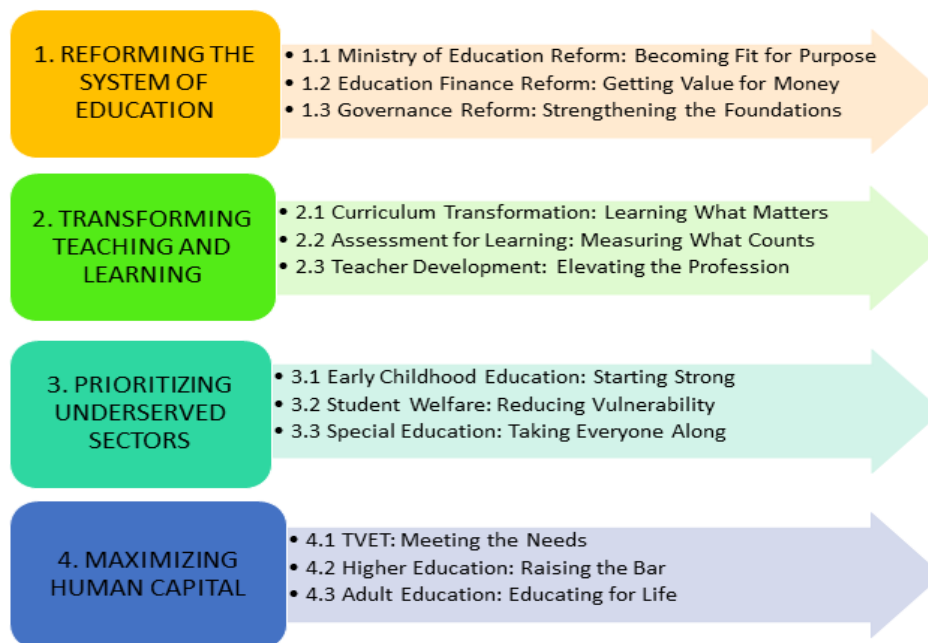 1. REFORMING THE
SYSTEM OF
EDUCATION
• 1.1 Ministry of Education Reform: Becoming Fit for Purpose
• 1.2 Education Finance Reform: Getting Value for Money
• 1.3 Governance Reform: Strengthening the Foundations
2. TRANSFORMING
TEACHING AND
LEARNING
• 2.1 Curriculum Transformation: Learning What Matters
• 2.2 Assessment for Learning: Measuring What Counts
• 2.3 Teacher Development: Elevating the Profession
3. PRIORITIZING
UNDERSERVED
SECTORS
• 3.1 Early Childhood Education: Starting Strong
• 3.2 Student Welfare: Reducing Vulnerability
• 3.3 Special Education: Taking Everyone Along
4. MAXIMIZING
HUMAN CAPITAL
• 4.1 TVET: Meeting the Needs
• 4.2 Higher Education: Raising the Bar
• 4.3 Adult Education: Educating for Life